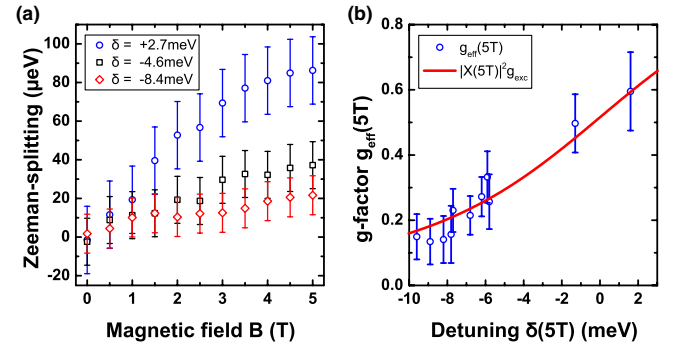 (a)
δ = +2.7meV
δ = -4.6meV
δ = -8.4meV
100
80
60
40
20
0
-20
Zeeman-splitting (μeV)
0 1 2 3 4 5
Magnetic field B (T)
(b)
g_eff(5T)
|X(5T)|²g_exc
0.8
0.6
0.4
0.2
0.0
g-factor g_eff(5T)
-10 -8 -6 -4 -2 0 2
Detuning δ(5T) (meV)